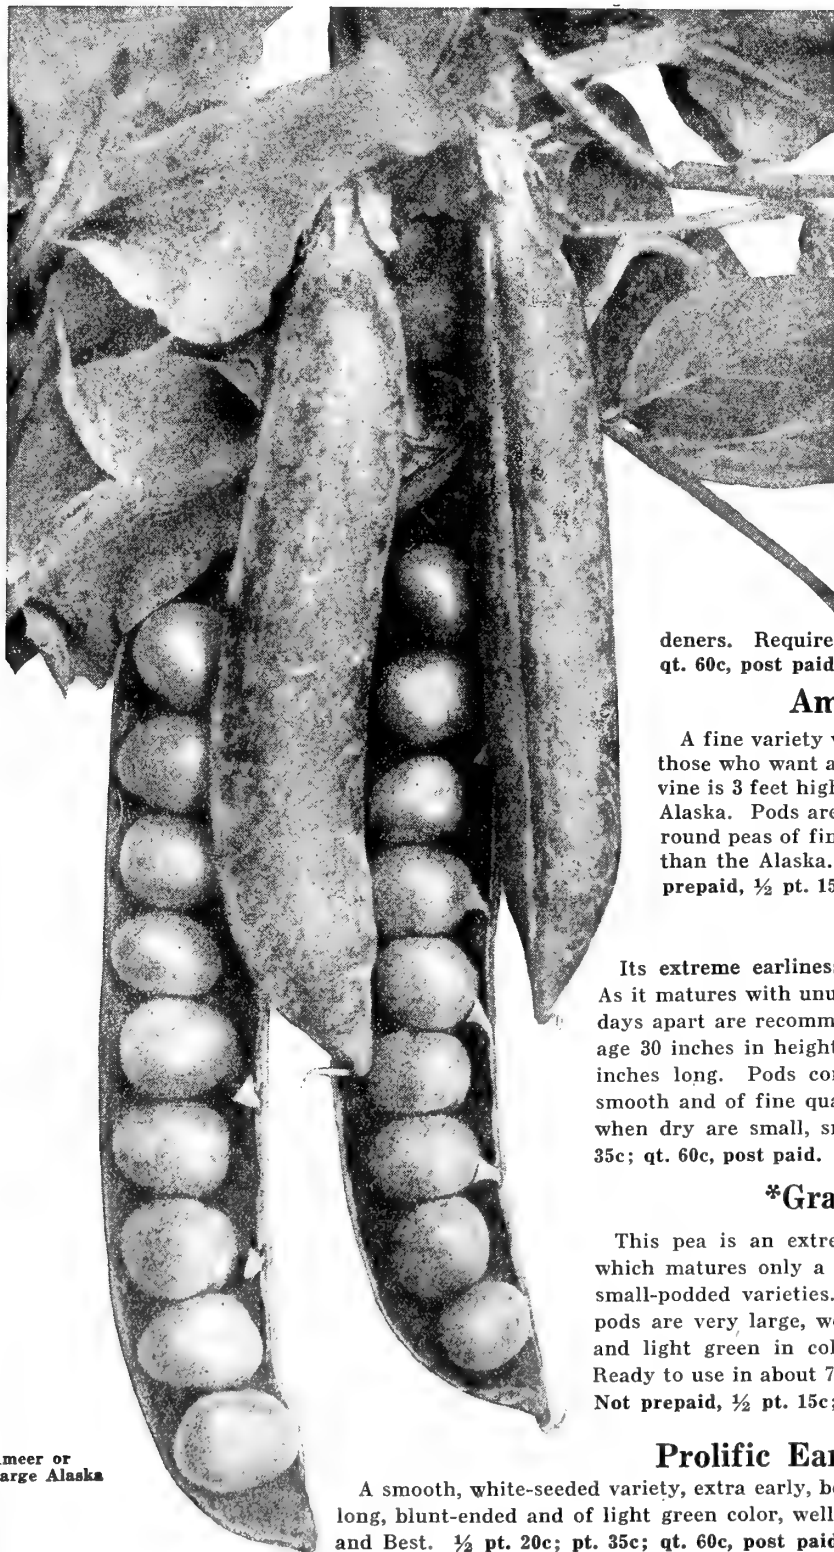 deners. Require
qt. 60c, post paid
Am
A fine variety
those who want a
vine is 3 feet high
Alaska. Pods are
round peas of fin
than the Alaska.
prepaid, ½ pt. 15
Its extreme earlines
As it matures with unu
days apart are recomm
age 30 inches in height
inches long. Pods co
smooth and of fine qua
when dry are small, s
35c; qt. 60c, post paid.
*Gra
This pea is an extre
which matures only a
small-podded varieties.
pods are very large, w
and light green in col
Ready to use in about 7
Not prepaid, ½ pt. 15c;
meer or
arge Alaska
Prolific Ear
A smooth, white-seeded variety, extra early, b
long, blunt-ended and of light green color, well
and Best. ½ pt. 20c; pt. 35c; qt. 60c, post paid